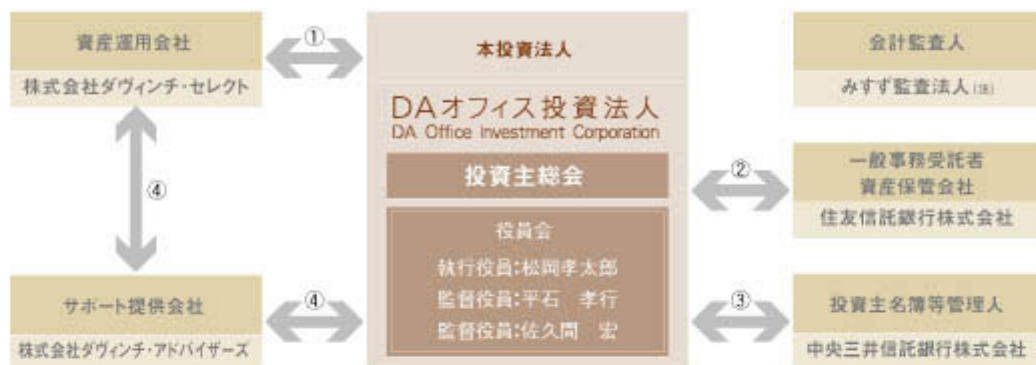 資産運用会社
株式会社ダヴィンチ・セレクト
①
④
サポート提供会社
株式会社ダヴィンチ・アドバイザーズ
④
本投資法人
DAオフィス投資法人
DA Office Investment Corporation
投資主総会
役員会
執行役員:松岡孝太郎
監督役員:平石 孝行
監督役員:佐久間 宏
会計監査人
みすず監査法人(注)
②
一般事務受託者
資産保管会社
住友信託銀行株式会社
③
投資主名簿等管理人
中央三井信託銀行株式会社